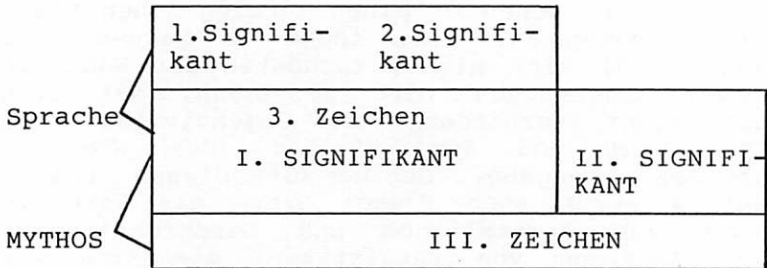 1.Signifi- 2.Signifi-
kant kant
Sprache 3. Zeichen
I. SIGNIFIKANT II. SIGNIFI-
KANT
MYTHOS III. ZEICHEN